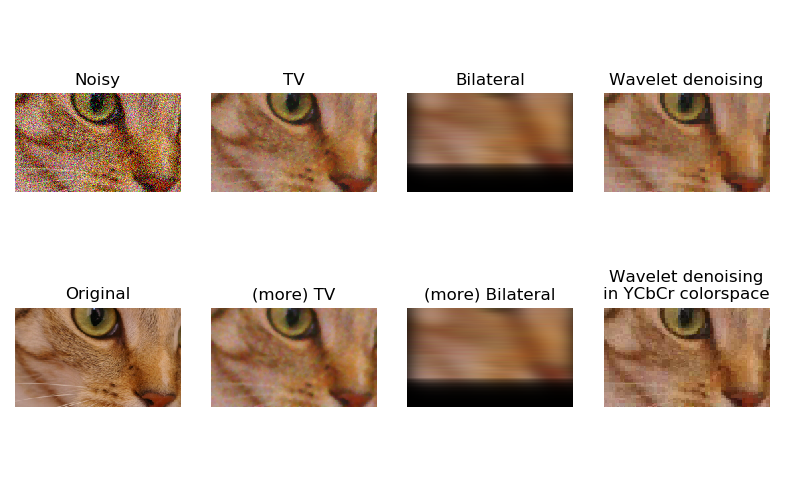 Noisy
TV
Bilateral
Wavelet denoising
Original
(more) TV
(more) Bilateral
Wavelet denoising
in YCbCr colorspace